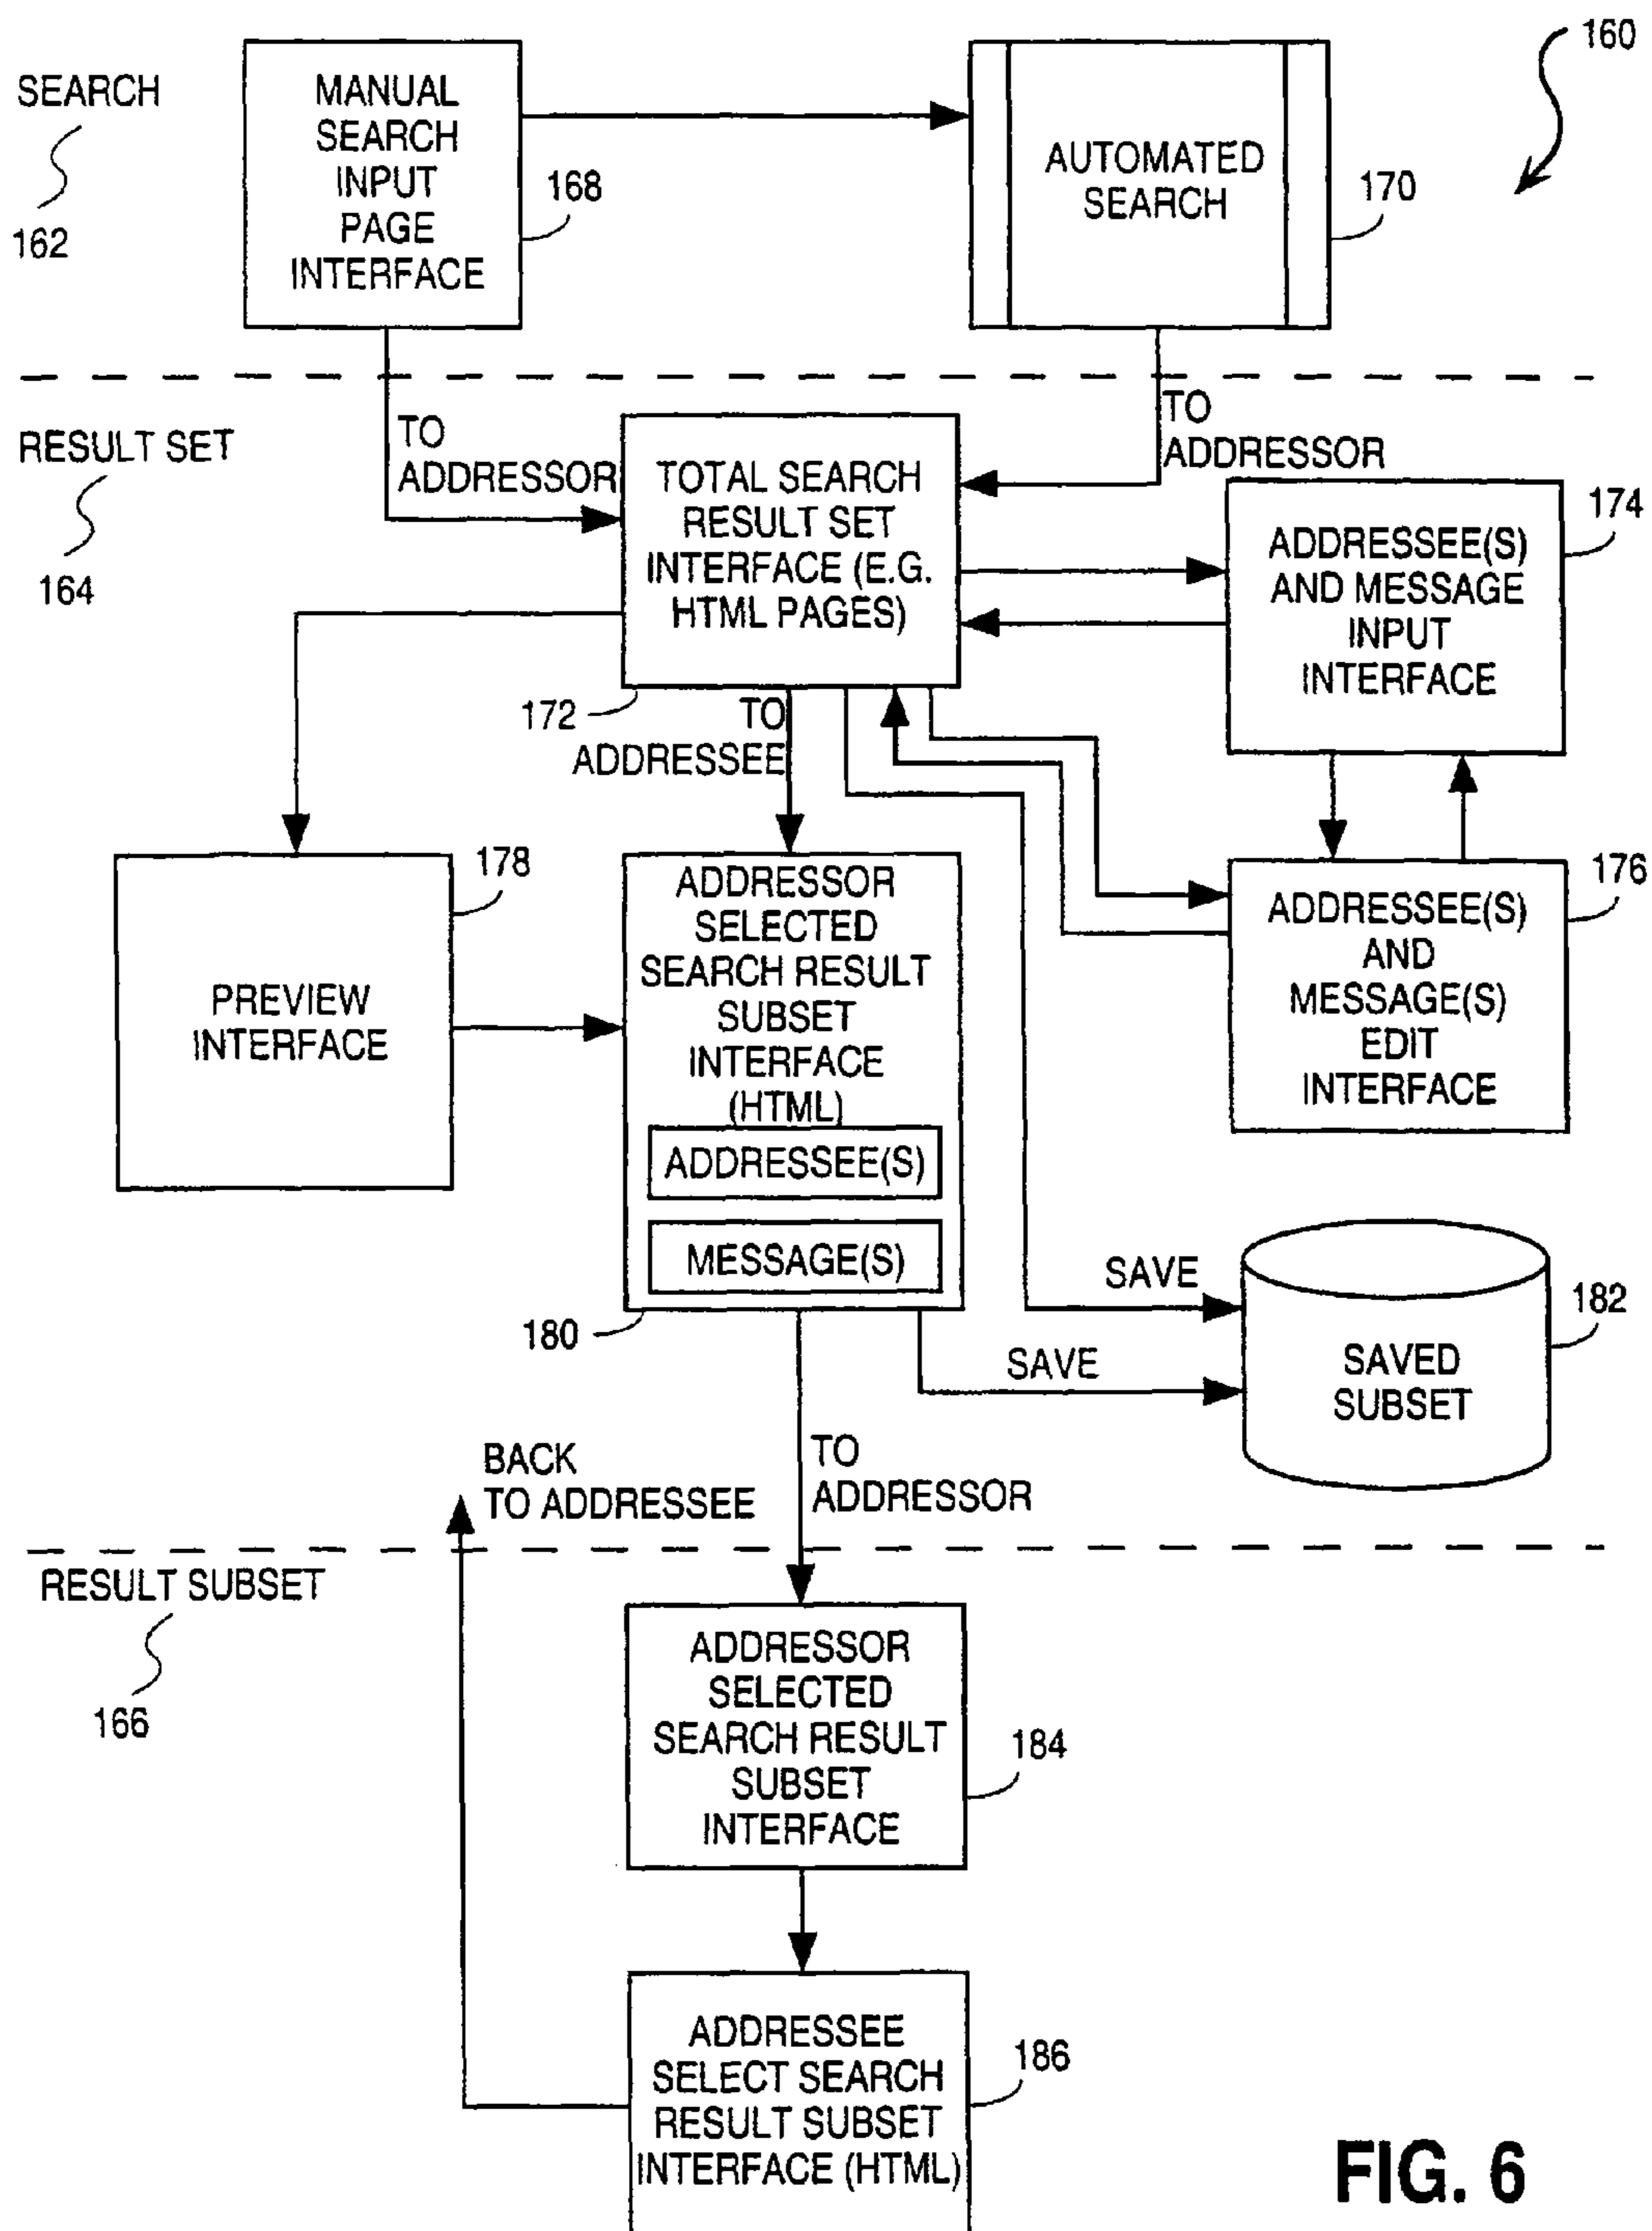 160
SEARCH
162
MANUAL
SEARCH
INPUT
PAGE
INTERFACE
168
AUTOMATED
SEARCH
170
RESULT SET
164
TO
ADDRESSOR
TOTAL SEARCH
RESULT SET
INTERFACE (E.G.
HTML PAGES)
172
TO
ADDRESSOR
174
ADDRESSEE(S)
AND MESSAGE
INPUT
INTERFACE
TO
ADDRESSEE
178
PREVIEW
INTERFACE
ADDRESSOR
SELECTED
SEARCH RESULT
SUBSET
INTERFACE
(HTML)
ADDRESSEE(S)
MESSAGE(S)
180
176
ADDRESSEE(S)
AND
MESSAGE(S)
EDIT
INTERFACE
SAVE
SAVE
182
SAVED
SUBSET
BACK
TO ADDRESSEE
TO
ADDRESSOR
RESULT SUBSET
166
ADDRESSOR
SELECTED
SEARCH RESULT
SUBSET
INTERFACE
184
ADDRESSEE
SELECT SEARCH
RESULT SUBSET
INTERFACE (HTML)
186
FIG. 6